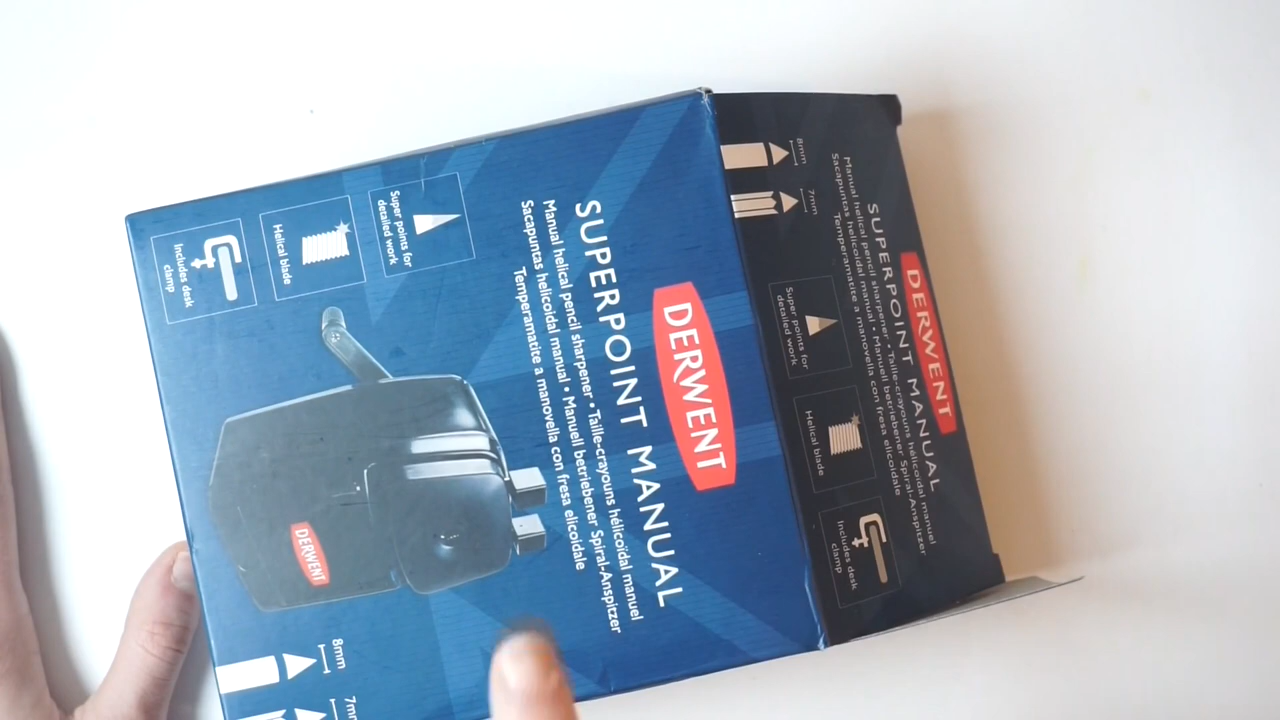 DERWENT
SUPERPOINT MANUAL
Manual helical pencil sharpener • Taille-crayouns hélicoïdal manuel
Sacapuntas helicoidal manual • Manuell betriebener Spiral-Anspitzer
Temperamatite a manovella con fresa elicoidale
Super points for
detailed work
Helical blade
Includes desk
clamp
DERWENT
8mm
7mm
DERWENT
SUPERPOINT MANUAL
Manual helical pencil sharpener • Taille-crayouns hélicoïdal manuel
Sacapuntas helicoidal manual • Manuell betriebener Spiral-Anspitzer
Temperamatite a manovella con fresa elicoidale
8mm
7mm
Super points for
detailed work
Helical blade
Includes desk
clamp